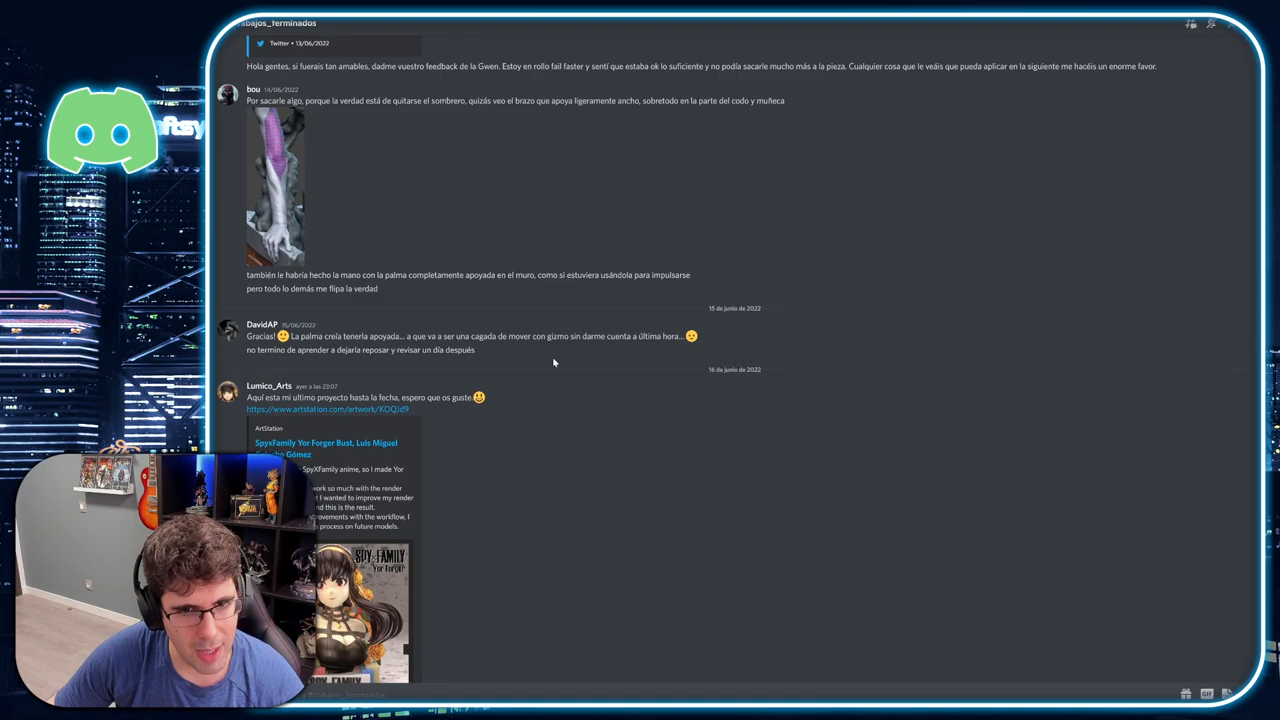 abajos_terminados
Twitter • 13/06/2022
Hola gentes, si fuerais tan amables, dadme vuestro feedback de la Gwen. Estoy en rollo fail faster y sentí que estaba ok lo suficiente y no podía sacarle mucho más a la pieza. Cualquier cosa que le veáis que pueda aplicar en la siguiente me hacéis un enorme favor.
bou 14/06/2022
Por sacarle algo, porque la verdad está de quitarse el sombrero, quizás veo el brazo que apoya ligeramente ancho, sobretodo en la parte del codo y muñeca
también le habría hecho la mano con la palma completamente apoyada en el muro, como si estuviera usándola para impulsarse
pero todo lo demás me flipa la verdad
15 de junio de 2022
DavidAP 15/06/2022
Gracias! La palma creía tenerla apoyada... a que va a ser una cagada de mover con gizmo sin darme cuenta a última hora...
no termino de aprender a dejarla reposar y revisar un día después
16 de junio de 2022
Lumico_Arts ayer a las 23:07
Aquí esta mi ultimo proyecto hasta la fecha, espero que os guste.
https://www.artstation.com/artwork/KOQJd9
ArtStation
SpyxFamily Yor Forger Bust, Luis Miguel
Gómez
SpyXFamily anime, so I made Yor
work so much with the render
t I wanted to improve my render
nd this is the result.
rovements with the workflow, I
process on future models.
SPY×FAMILY
Yor Forger
SPY FAMILY
#trabajos_terminados
GIF